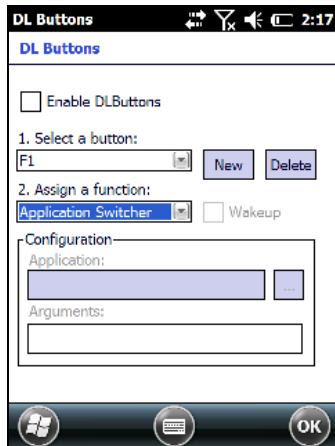 DL Buttons 2:17
DL Buttons
Enable DLButtons
1. Select a button:
F1 New Delete
2. Assign a function:
Application Switcher Wakeup
Configuration
Application:
...
Arguments:
OK